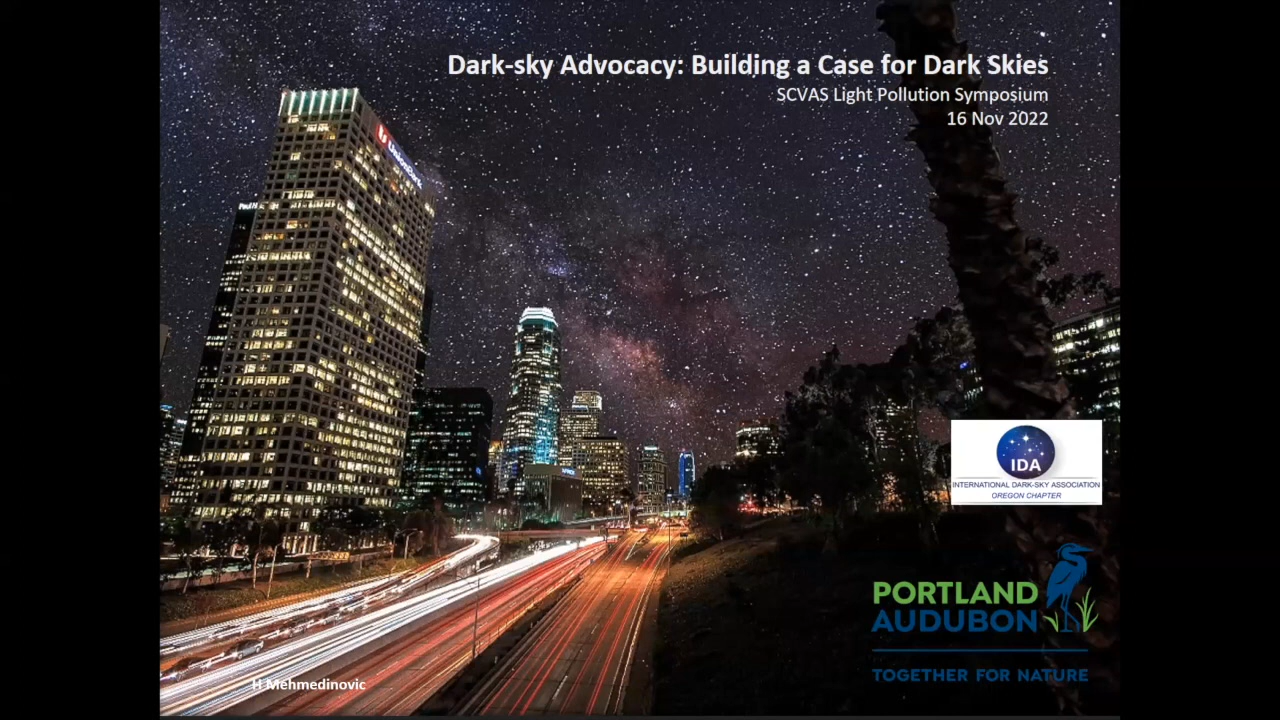 Dark-sky Advocacy: Building a Case for Dark Skies
SCVAS Light Pollution Symposium
16 Nov 2022
UnionBank
IDA
INTERNATIONAL DARK-SKY ASSOCIATION
OREGON CHAPTER
PORTLAND
AUDUBON
TOGETHER FOR NATURE
H Mehmedinovic